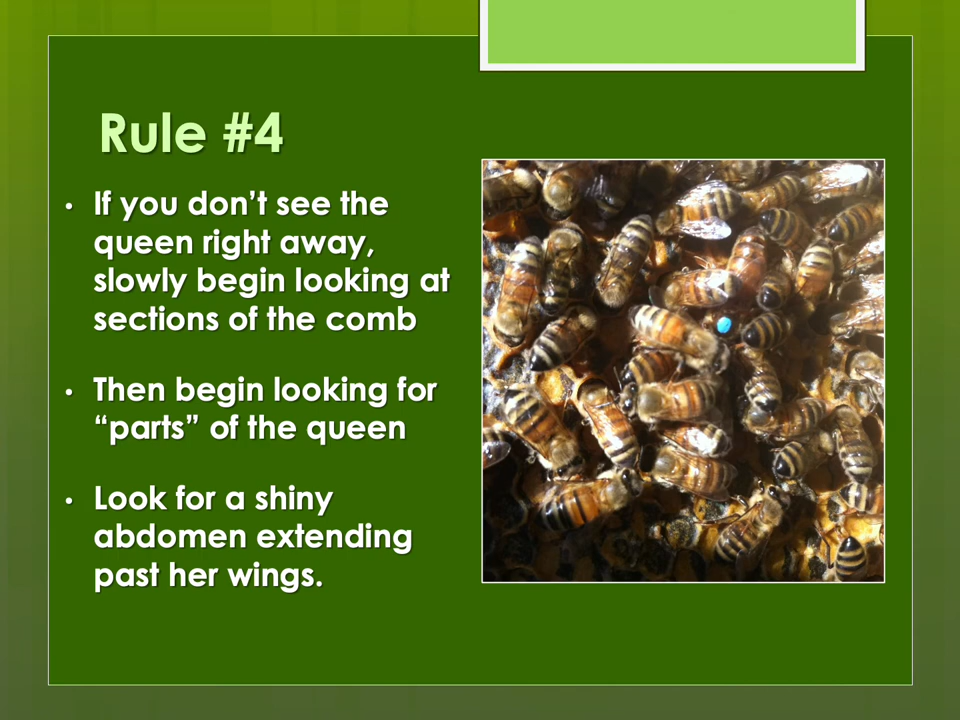 Rule #4
• If you don’t see the
queen right away,
slowly begin looking at
sections of the comb
• Then begin looking for
“parts” of the queen
• Look for a shiny
abdomen extending
past her wings.